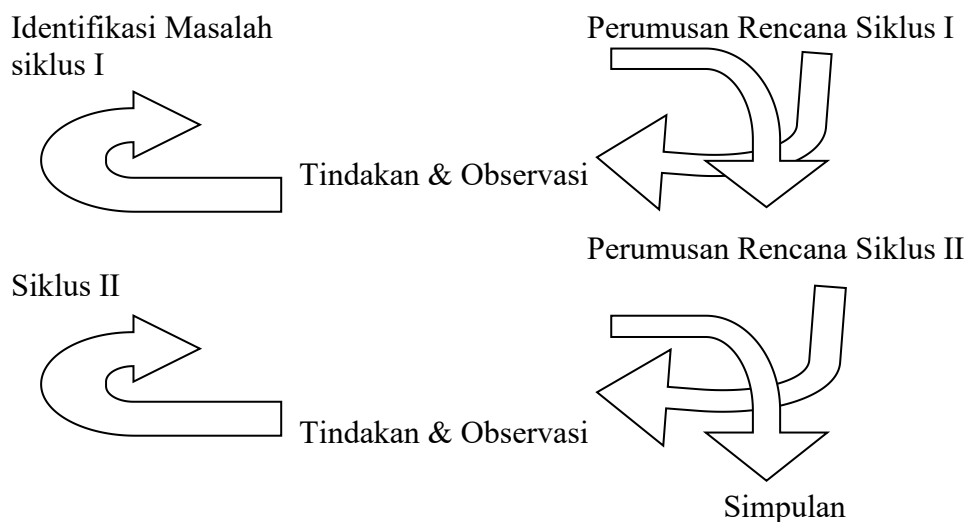 Identifikasi Masalah
siklus I
Perumusan Rencana Siklus I
Tindakan & Observasi
Perumusan Rencana Siklus II
Siklus II
Tindakan & Observasi
Simpulan